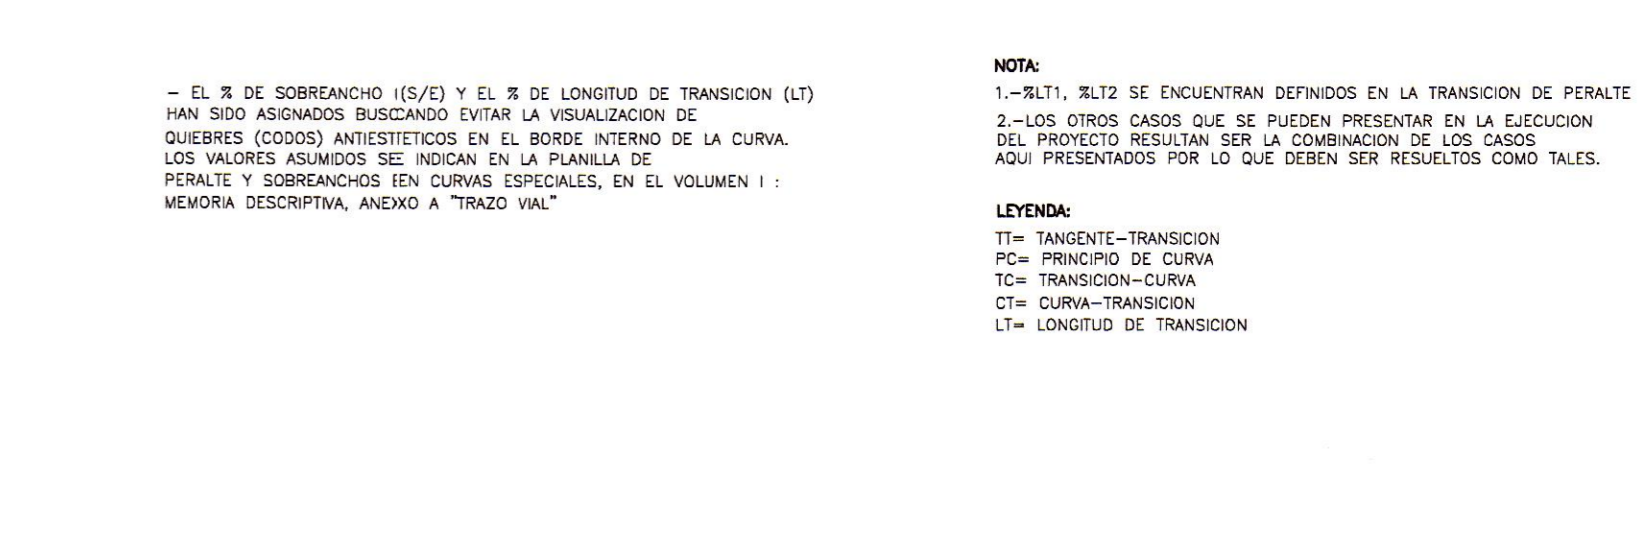 – EL % DE SOBREANCHO (S/E) Y EL % DE LONGITUD DE TRANSICION (LT)
HAN SIDO ASIGNADOS BUSCANDO EVITAR LA VISUALIZACION DE
QUIEBRES (CODOS) ANTIESTETICOS EN EL BORDE INTERNO DE LA CURVA.
LOS VALORES ASUMIDOS SE INDICAN EN LA PLANILLA DE
PERALTE Y SOBREANCHOS EN CURVAS ESPECIALES, EN EL VOLUMEN I :
MEMORIA DESCRIPTIVA, ANEXO A "TRAZO VIAL"
NOTA:
1.–%LT1, %LT2 SE ENCUENTRAN DEFINIDOS EN LA TRANSICION DE PERALTE
2.–LOS OTROS CASOS QUE SE PUEDEN PRESENTAR EN LA EJECUCION
DEL PROYECTO RESULTAN SER LA COMBINACION DE LOS CASOS
AQUI PRESENTADOS POR LO QUE DEBEN SER RESUELTOS COMO TALES.
LEYENDA:
TT= TANGENTE–TRANSICION
PC= PRINCIPIO DE CURVA
TC= TRANSICION–CURVA
CT= CURVA–TRANSICION
LT= LONGITUD DE TRANSICION